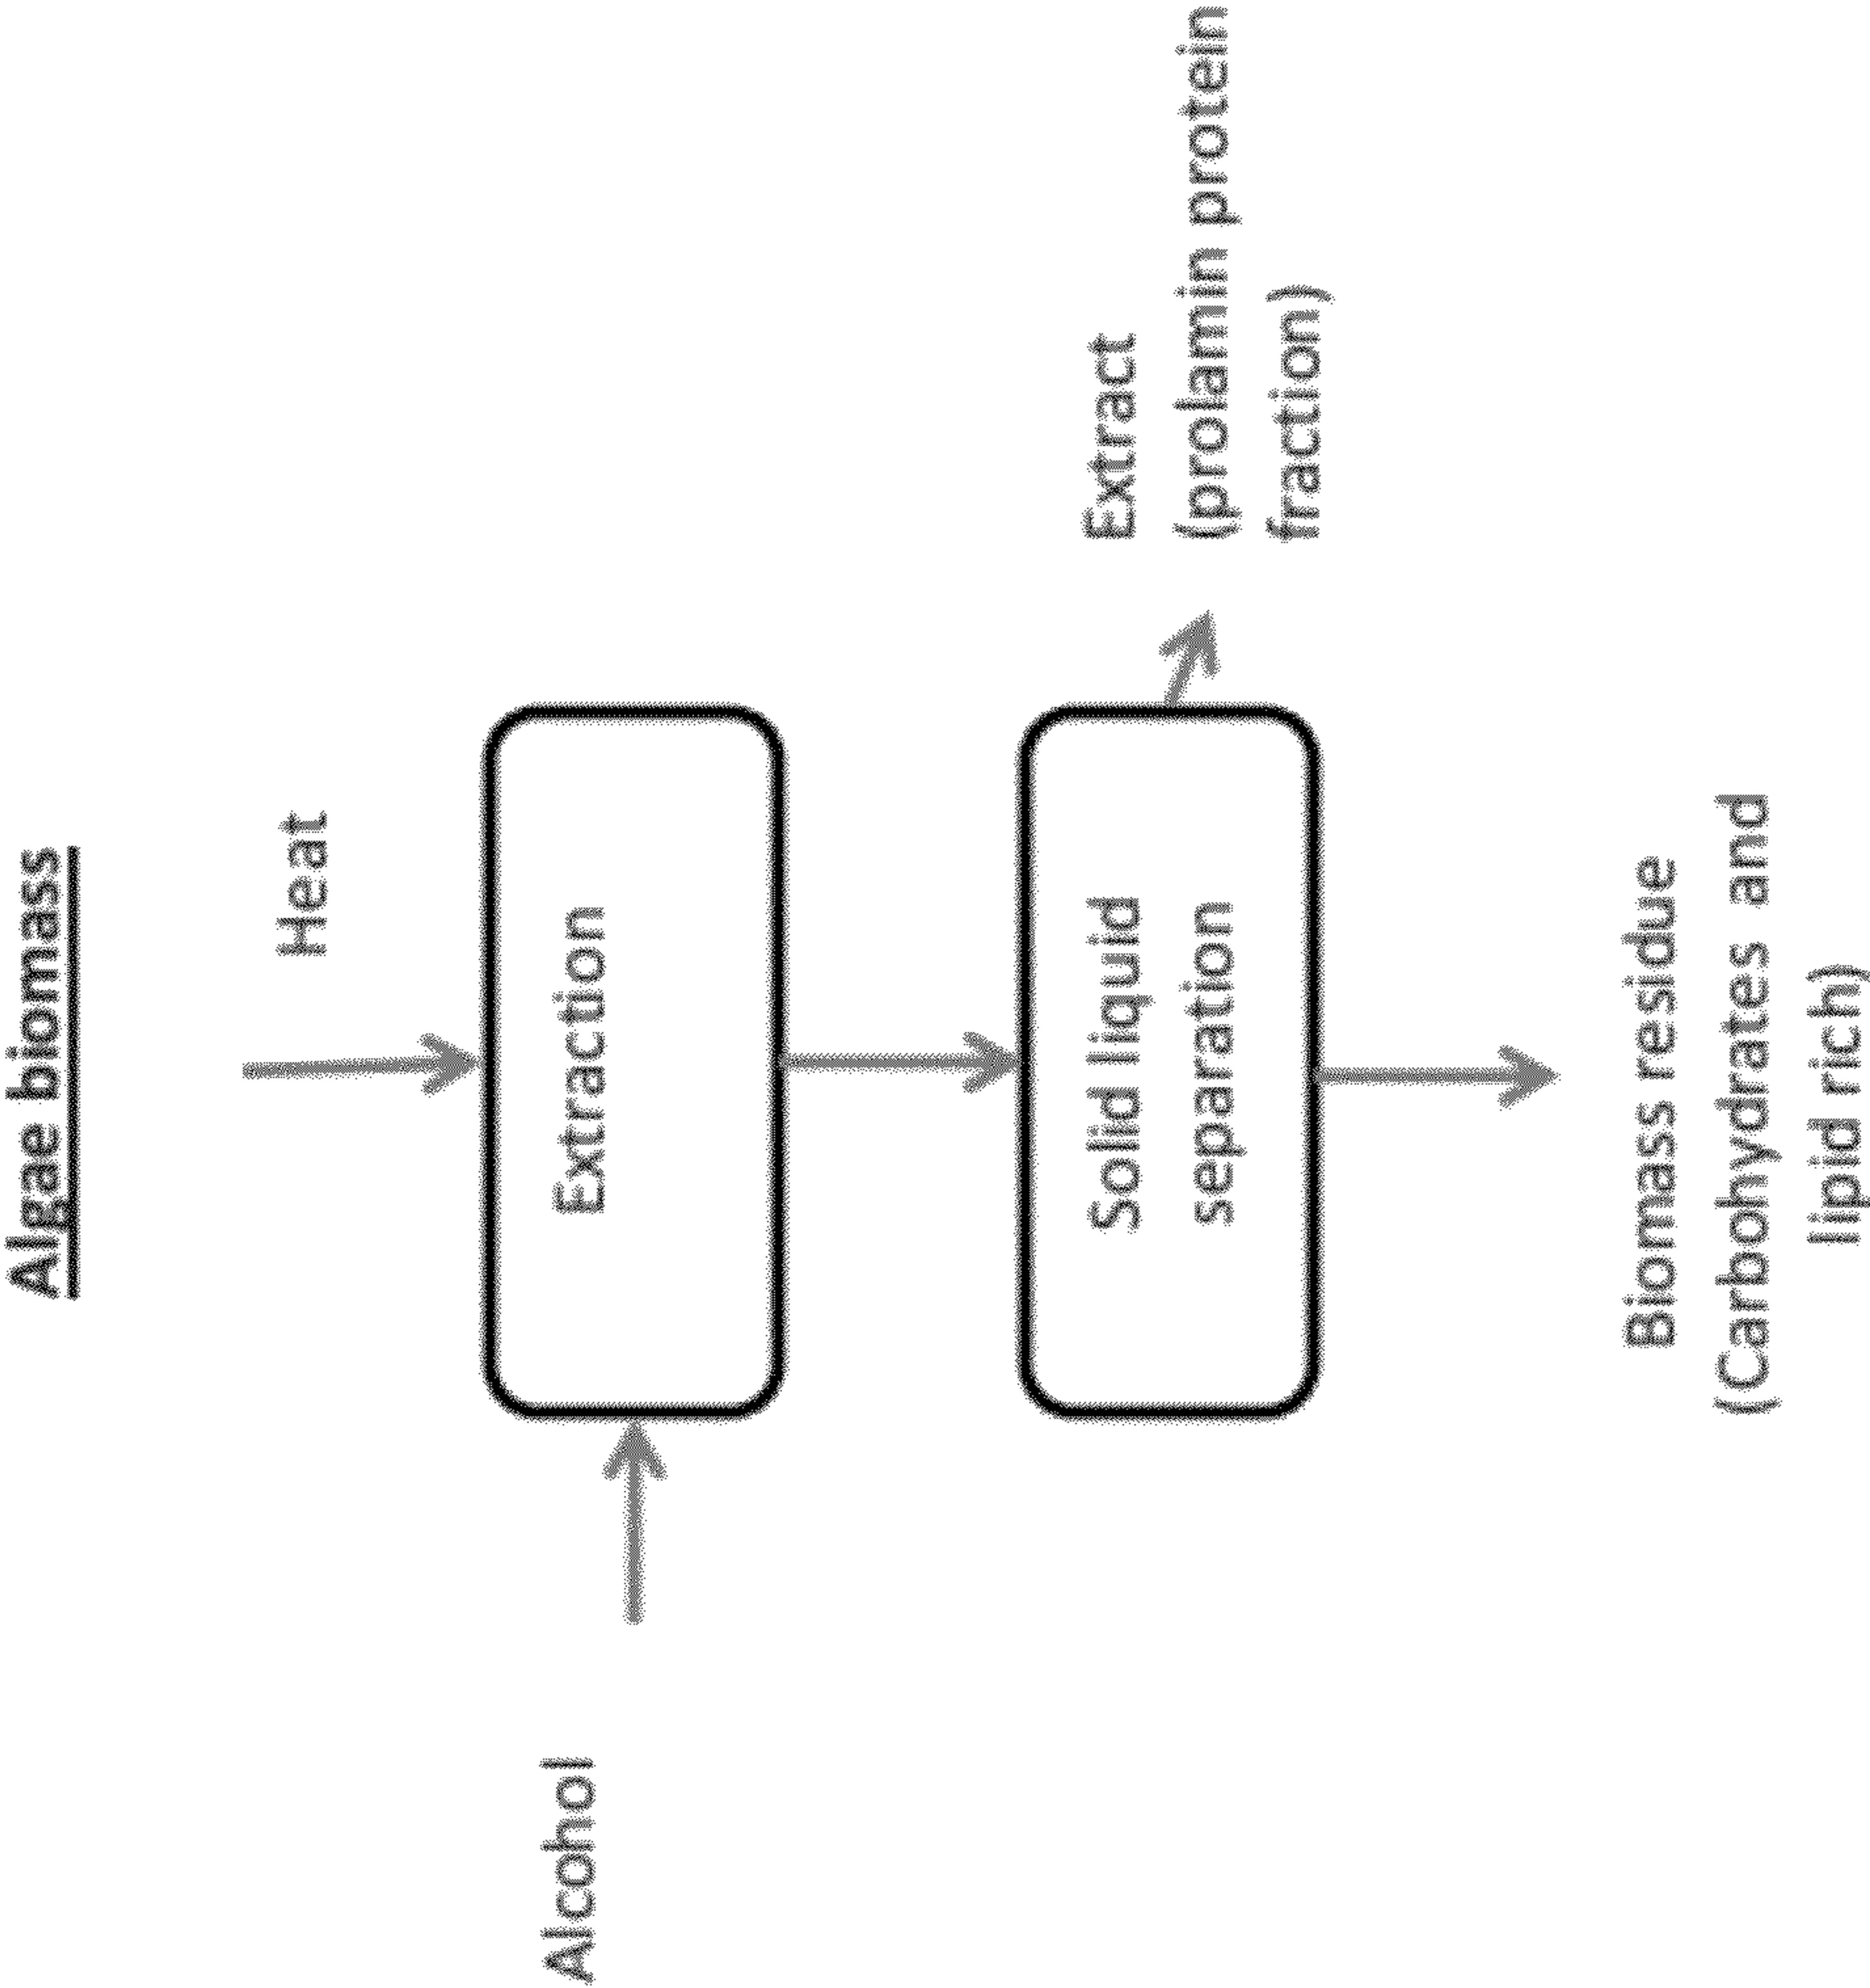 Algae biomass
Heat
Alcohol
Extraction
Solid liquid
separation
Extract
(prolamin protein
fraction)
Biomass residue
(Carbohydrates and
lipid rich)